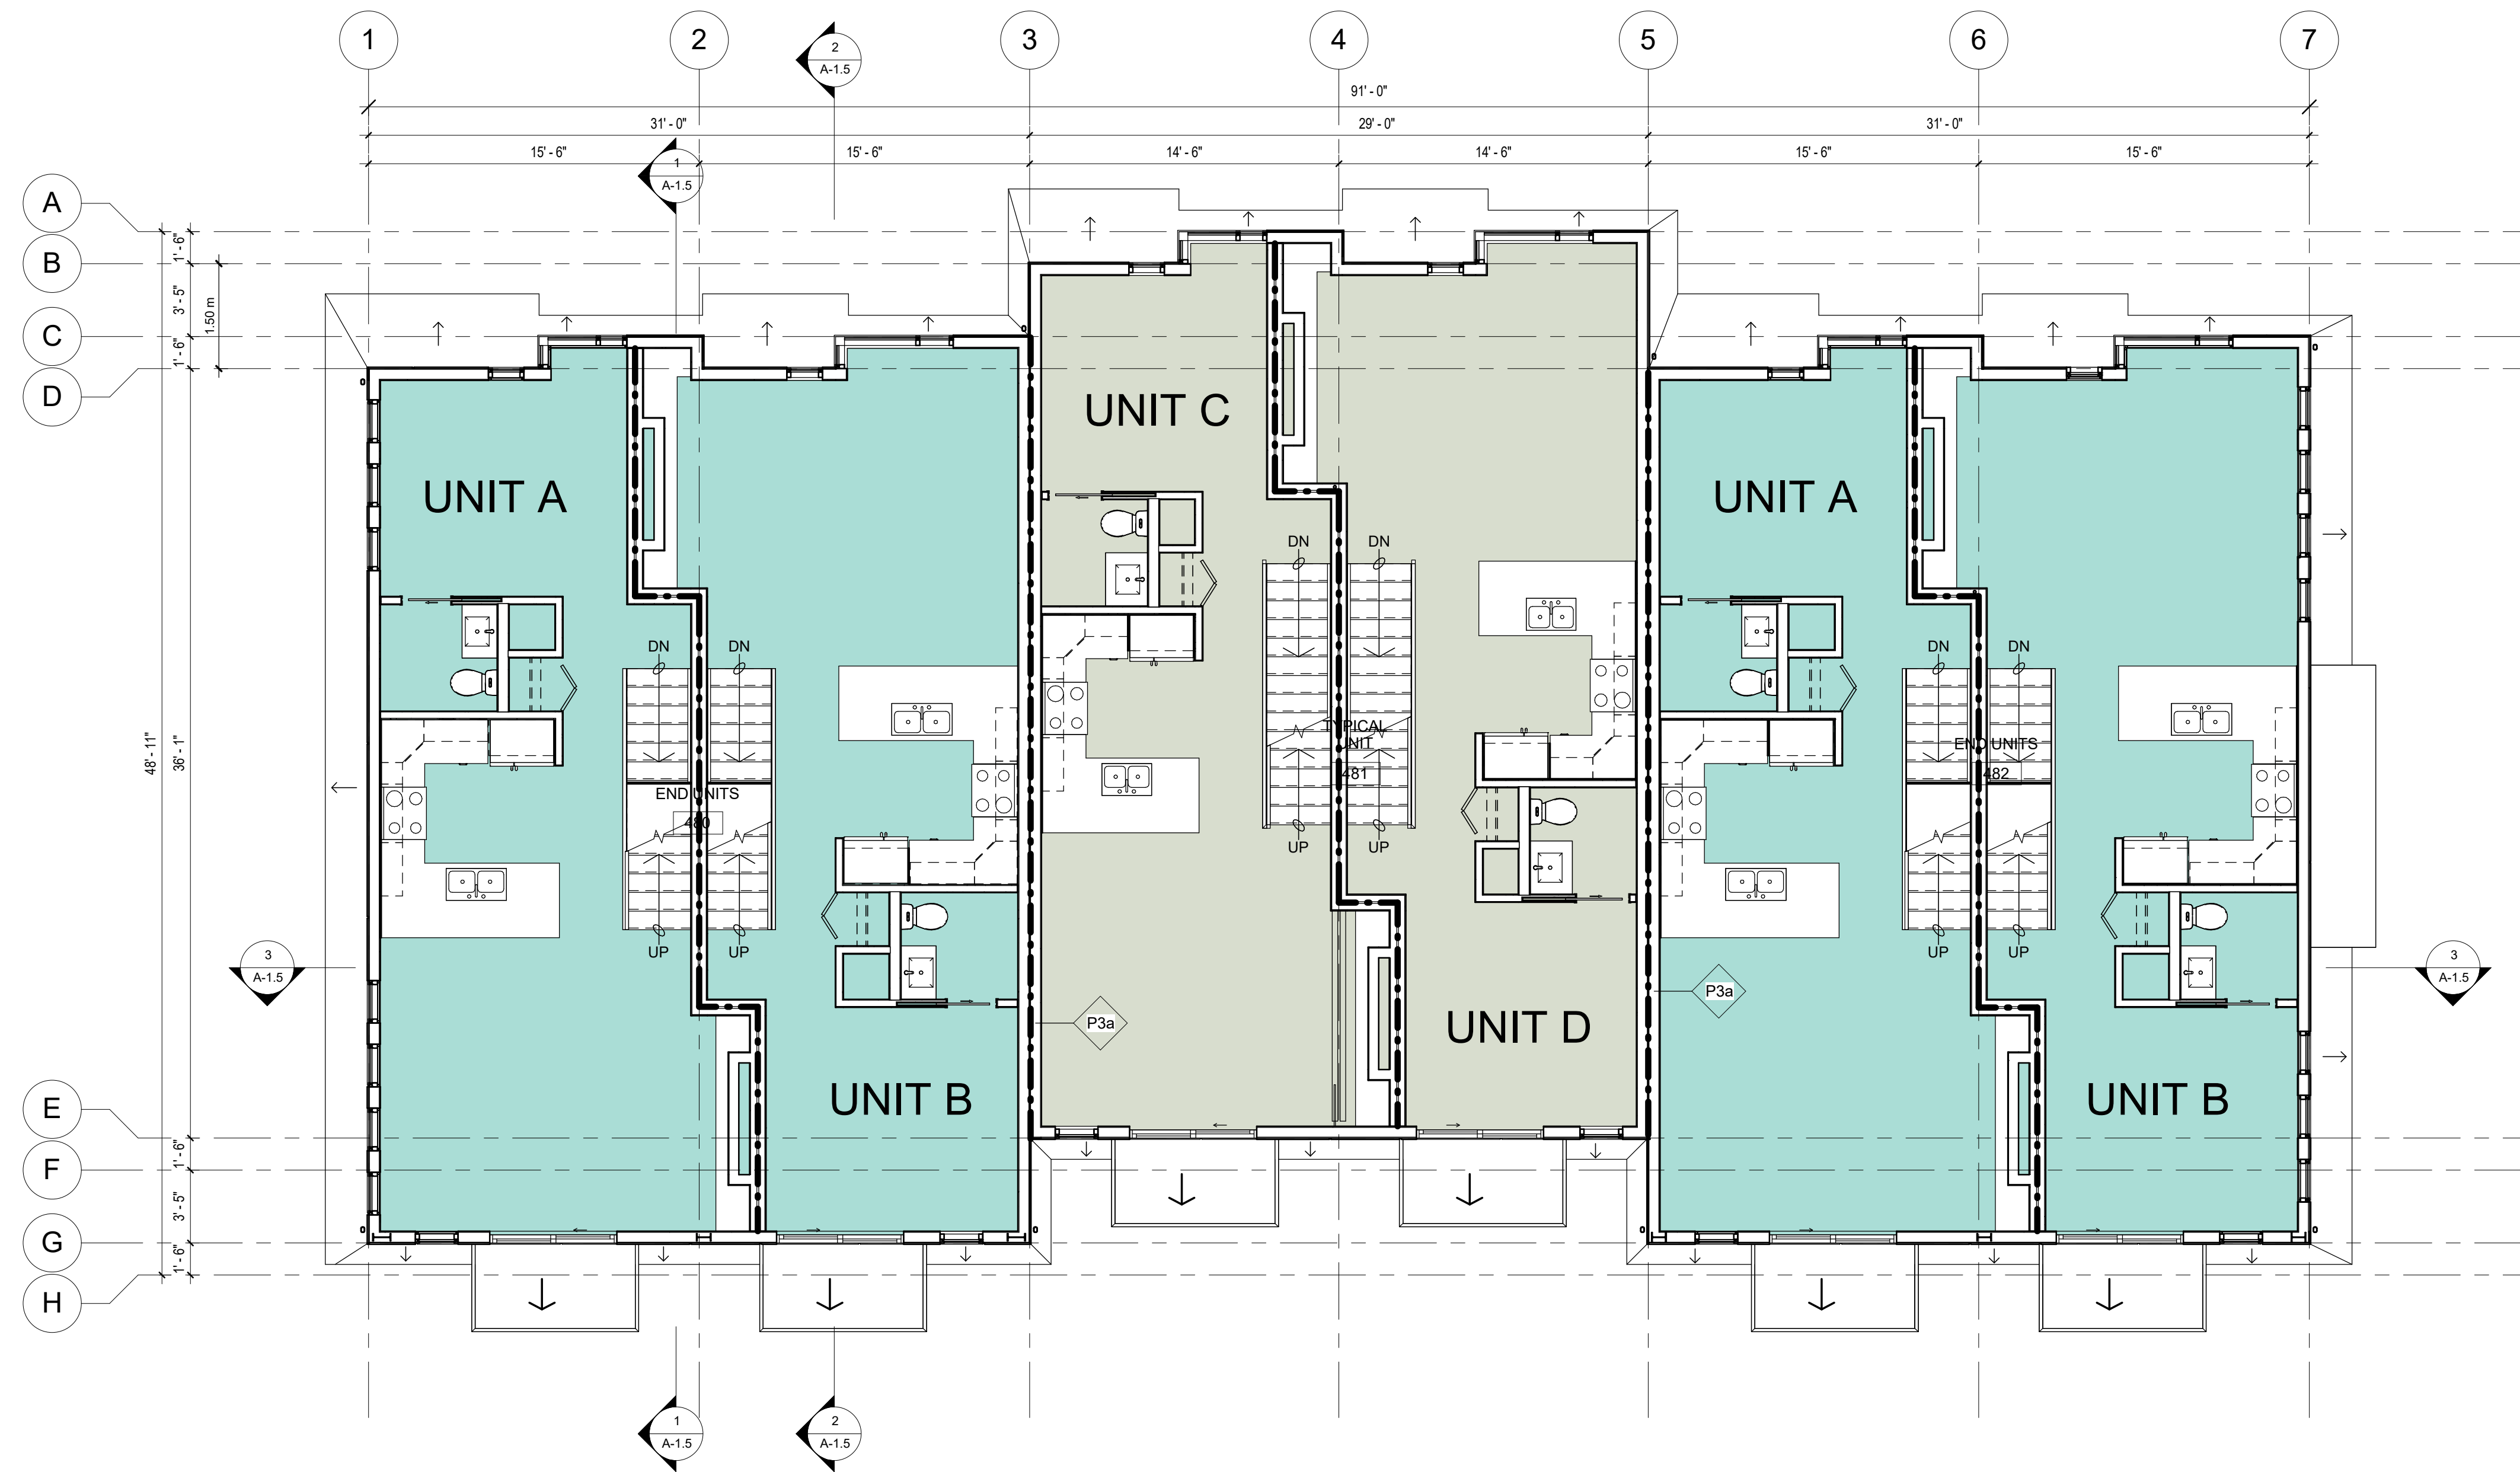 1 2 3 4 5 6 7
2
A-1.5
91' - 0"
31' - 0" 29' - 0" 31' - 0"
15' - 6" 15' - 6" 14' - 6" 14' - 6" 15' - 6" 15' - 6"
1
A-1.5
A
B
C
D
1' - 6"
3' - 5"
1.50 m
1' - 6"
48' - 11"
36' - 1"
UNIT C
UNIT A
UNIT A
DN DN
DN DN
DN DN
TYPICAL
UNIT
481
END UNITS
482
END UNITS
480
UP UP
UP UP
UP UP
3
A-1.5
3
A-1.5
P3a
P3a
UNIT D
UNIT B
UNIT B
E
F
G
H
1' - 6"
3' - 5"
1' - 6"
1
A-1.5
2
A-1.5